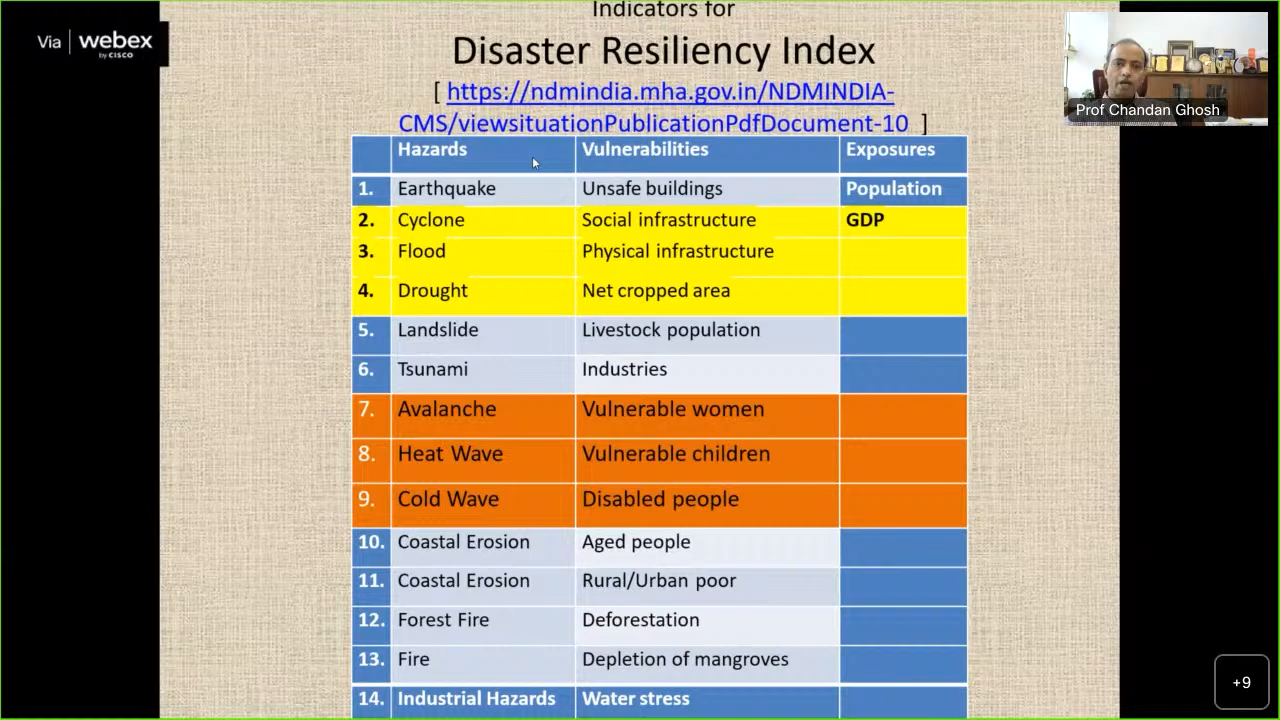 Indicators for
Via | webex
by CISCO
Disaster Resiliency Index
[ https://ndmindia.mha.gov.in/NDMINDIA-
CMS/viewsituationPublicationPdfDocument-10 ]
Prof Chandan Ghosh
Hazards Vulnerabilities Exposures
1. Earthquake Unsafe buildings Population
2. Cyclone Social infrastructure GDP
3. Flood Physical infrastructure
4. Drought Net cropped area
5. Landslide Livestock population
6. Tsunami Industries
7. Avalanche Vulnerable women
8. Heat Wave Vulnerable children
9. Cold Wave Disabled people
10. Coastal Erosion Aged people
11. Coastal Erosion Rural/Urban poor
12. Forest Fire Deforestation
13. Fire Depletion of mangroves
14. Industrial Hazards Water stress
+9